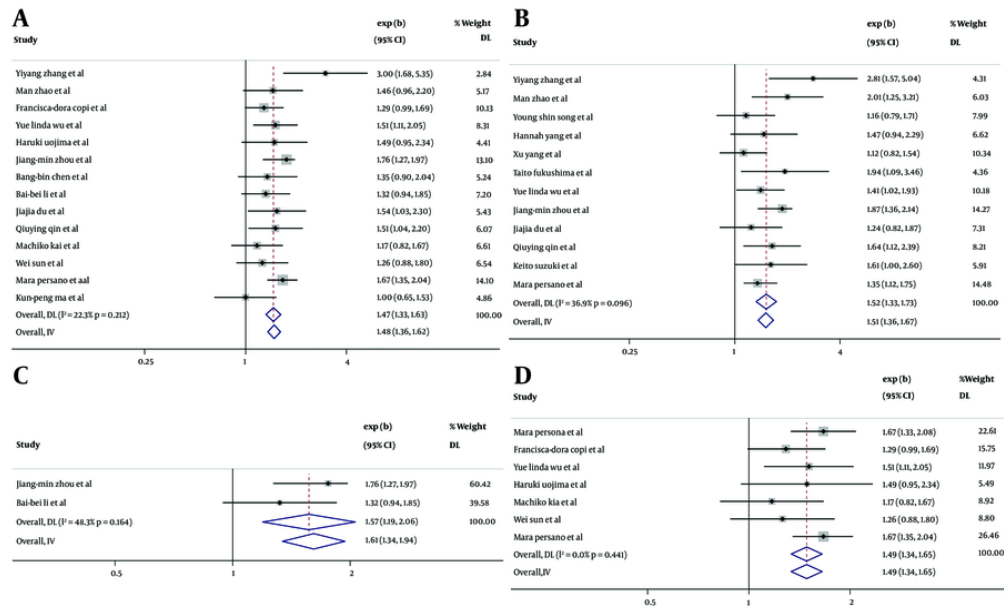 A
exp (b) % Weight
Study (95% CI) DL
Yiyang zhang et al 3.00 (1.68, 5.35) 2.84
Man zhao et al 1.46 (0.96, 2.20) 5.17
Francisca-dora copi et al 1.29 (0.99, 1.69) 10.13
Yue linda wu et al 1.51 (1.11, 2.05) 8.31
Haruki uojima et al 1.49 (0.95, 2.34) 4.41
Jiang-min zhou et al 1.76 (1.27, 1.97) 13.10
Bang-bin chen et al 1.35 (0.90, 2.04) 5.24
Bai-bei li et al 1.32 (0.94, 1.85) 7.20
Jiajia du et al 1.54 (1.03, 2.30) 5.43
Qiuying qin et al 1.51 (1.04, 2.20) 6.07
Machiko kai et al 1.17 (0.82, 1.67) 6.61
Wei sun et al 1.26 (0.88, 1.80) 6.54
Mara persano et aal 1.67 (1.35, 2.04) 14.10
Kun-peng ma et al 1.00 (0.65, 1.53) 4.86
Overall, DL (I² = 22.3% p = 0.212) 1.47 (1.33, 1.63) 100.00
Overall, IV 1.48 (1.36, 1.62)
0.25 1 4
B
exp (b) % Weight
Study (95% CI) DL
Yiyang zhang et al 2.81 (1.57, 5.04) 4.31
Man zhao et al 2.01 (1.25, 3.21) 6.03
Young shin song et al 1.16 (0.79, 1.71) 7.99
Hannah yang et al 1.47 (0.94, 2.29) 6.62
Xu yang et al 1.12 (0.82, 1.54) 10.34
Taito fukushima et al 1.94 (1.09, 3.46) 4.36
Yue linda wu et al 1.41 (1.02, 1.93) 10.18
Jiang-min zhou et al 1.87 (1.36, 2.14) 14.27
Jiajia du et al 1.24 (0.82, 1.87) 7.31
Qiuying qin et al 1.64 (1.12, 2.39) 8.21
Keito suzuki et al 1.61 (1.00, 2.60) 5.91
Mara persano et al 1.35 (1.12, 1.75) 14.48
Overall, DL (I² = 36.9% p = 0.096) 1.52 (1.33, 1.73) 100.00
Overall, IV 1.51 (1.36, 1.67)
0.25 1 4
C
exp (b) % Weight
Study (95% CI) DL
Jiang-min zhou et al 1.76 (1.27, 1.97) 60.42
Bai-bei li et al 1.32 (0.94, 1.85) 39.58
Overall, DL (I² = 48.3% p = 0.164) 1.57 (1.19, 2.06) 100.00
Overall, IV 1.61 (1.34, 1.94)
0.5 1 2
D
exp (b) %Weight
Study (95% CI) DL
Mara persona et al 1.67 (1.33, 2.08) 22.61
Francisca-dora copi et al 1.29 (0.99, 1.69) 15.75
Yue linda wu et al 1.51 (1.11, 2.05) 11.97
Haruki uojima et al 1.49 (0.95, 2.34) 5.49
Machiko kia et al 1.17 (0.82, 1.67) 8.92
Wei sun et al 1.26 (0.88, 1.80) 8.80
Mara persano et al 1.67 (1.35, 2.04) 26.46
Overall, DL (I² = 0.0% p = 0.441) 1.49 (1.34, 1.65) 100.00
Overall,IV 1.49 (1.34, 1.65)
0.5 1 2